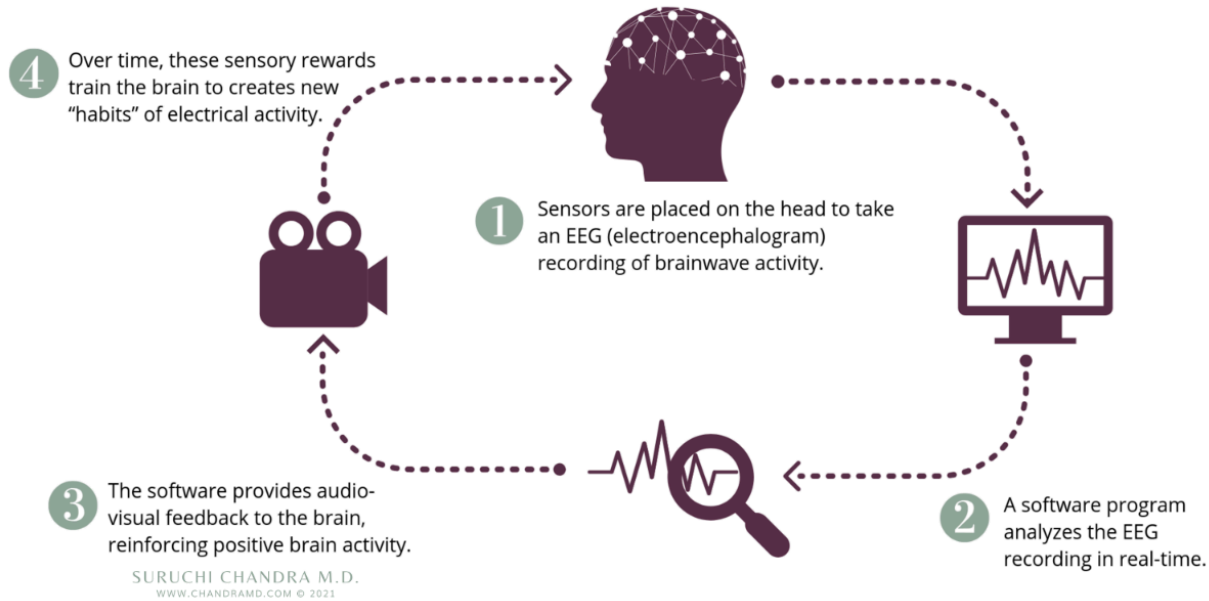 1
Sensors are placed on the head to take
an EEG (electroencephalogram)
recording of brainwave activity.
2
A software program
analyzes the EEG
recording in real-time.
3
The software provides audio-
visual feedback to the brain,
reinforcing positive brain activity.
4
Over time, these sensory rewards
train the brain to creates new
“habits” of electrical activity.
SURUCHI CHANDRA M.D.
WWW.CHANDRAMD.COM © 2021